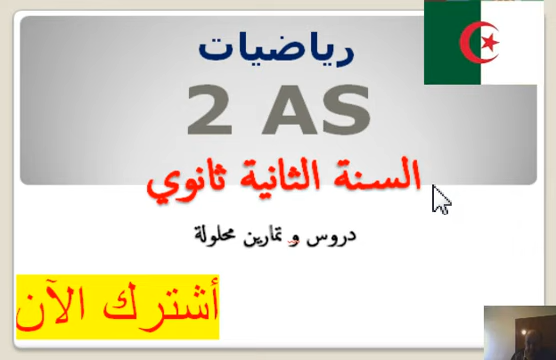 رياضيات
2 AS
السنة الثانية ثانوي
دروس و تمارين محلولة
أشترك الآن